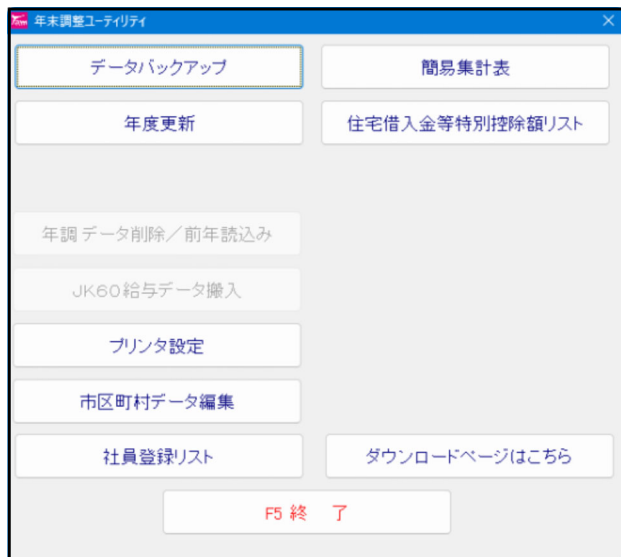 年末調整ユーティリティ
データバックアップ
簡易集計表
年度更新
住宅借入金等特別控除額リスト
年調データ削除／前年読込み
JK60給与データ搬入
プリンタ設定
市区町村データ編集
社員登録リスト
ダウンロードページはこちら
F5 終　了